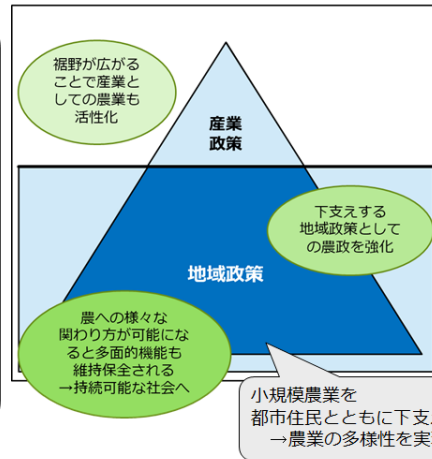 裾野が広がる
ことで産業と
しての農業も
活性化
産業
政策
下支えする
地域政策として
の農政を強化
地域政策
農への様々な
関わり方が可能にな
ると多面的機能も
維持保全される
→持続可能な社会へ
小規模農業を
都市住民とともに下支
→農業の多様性を実